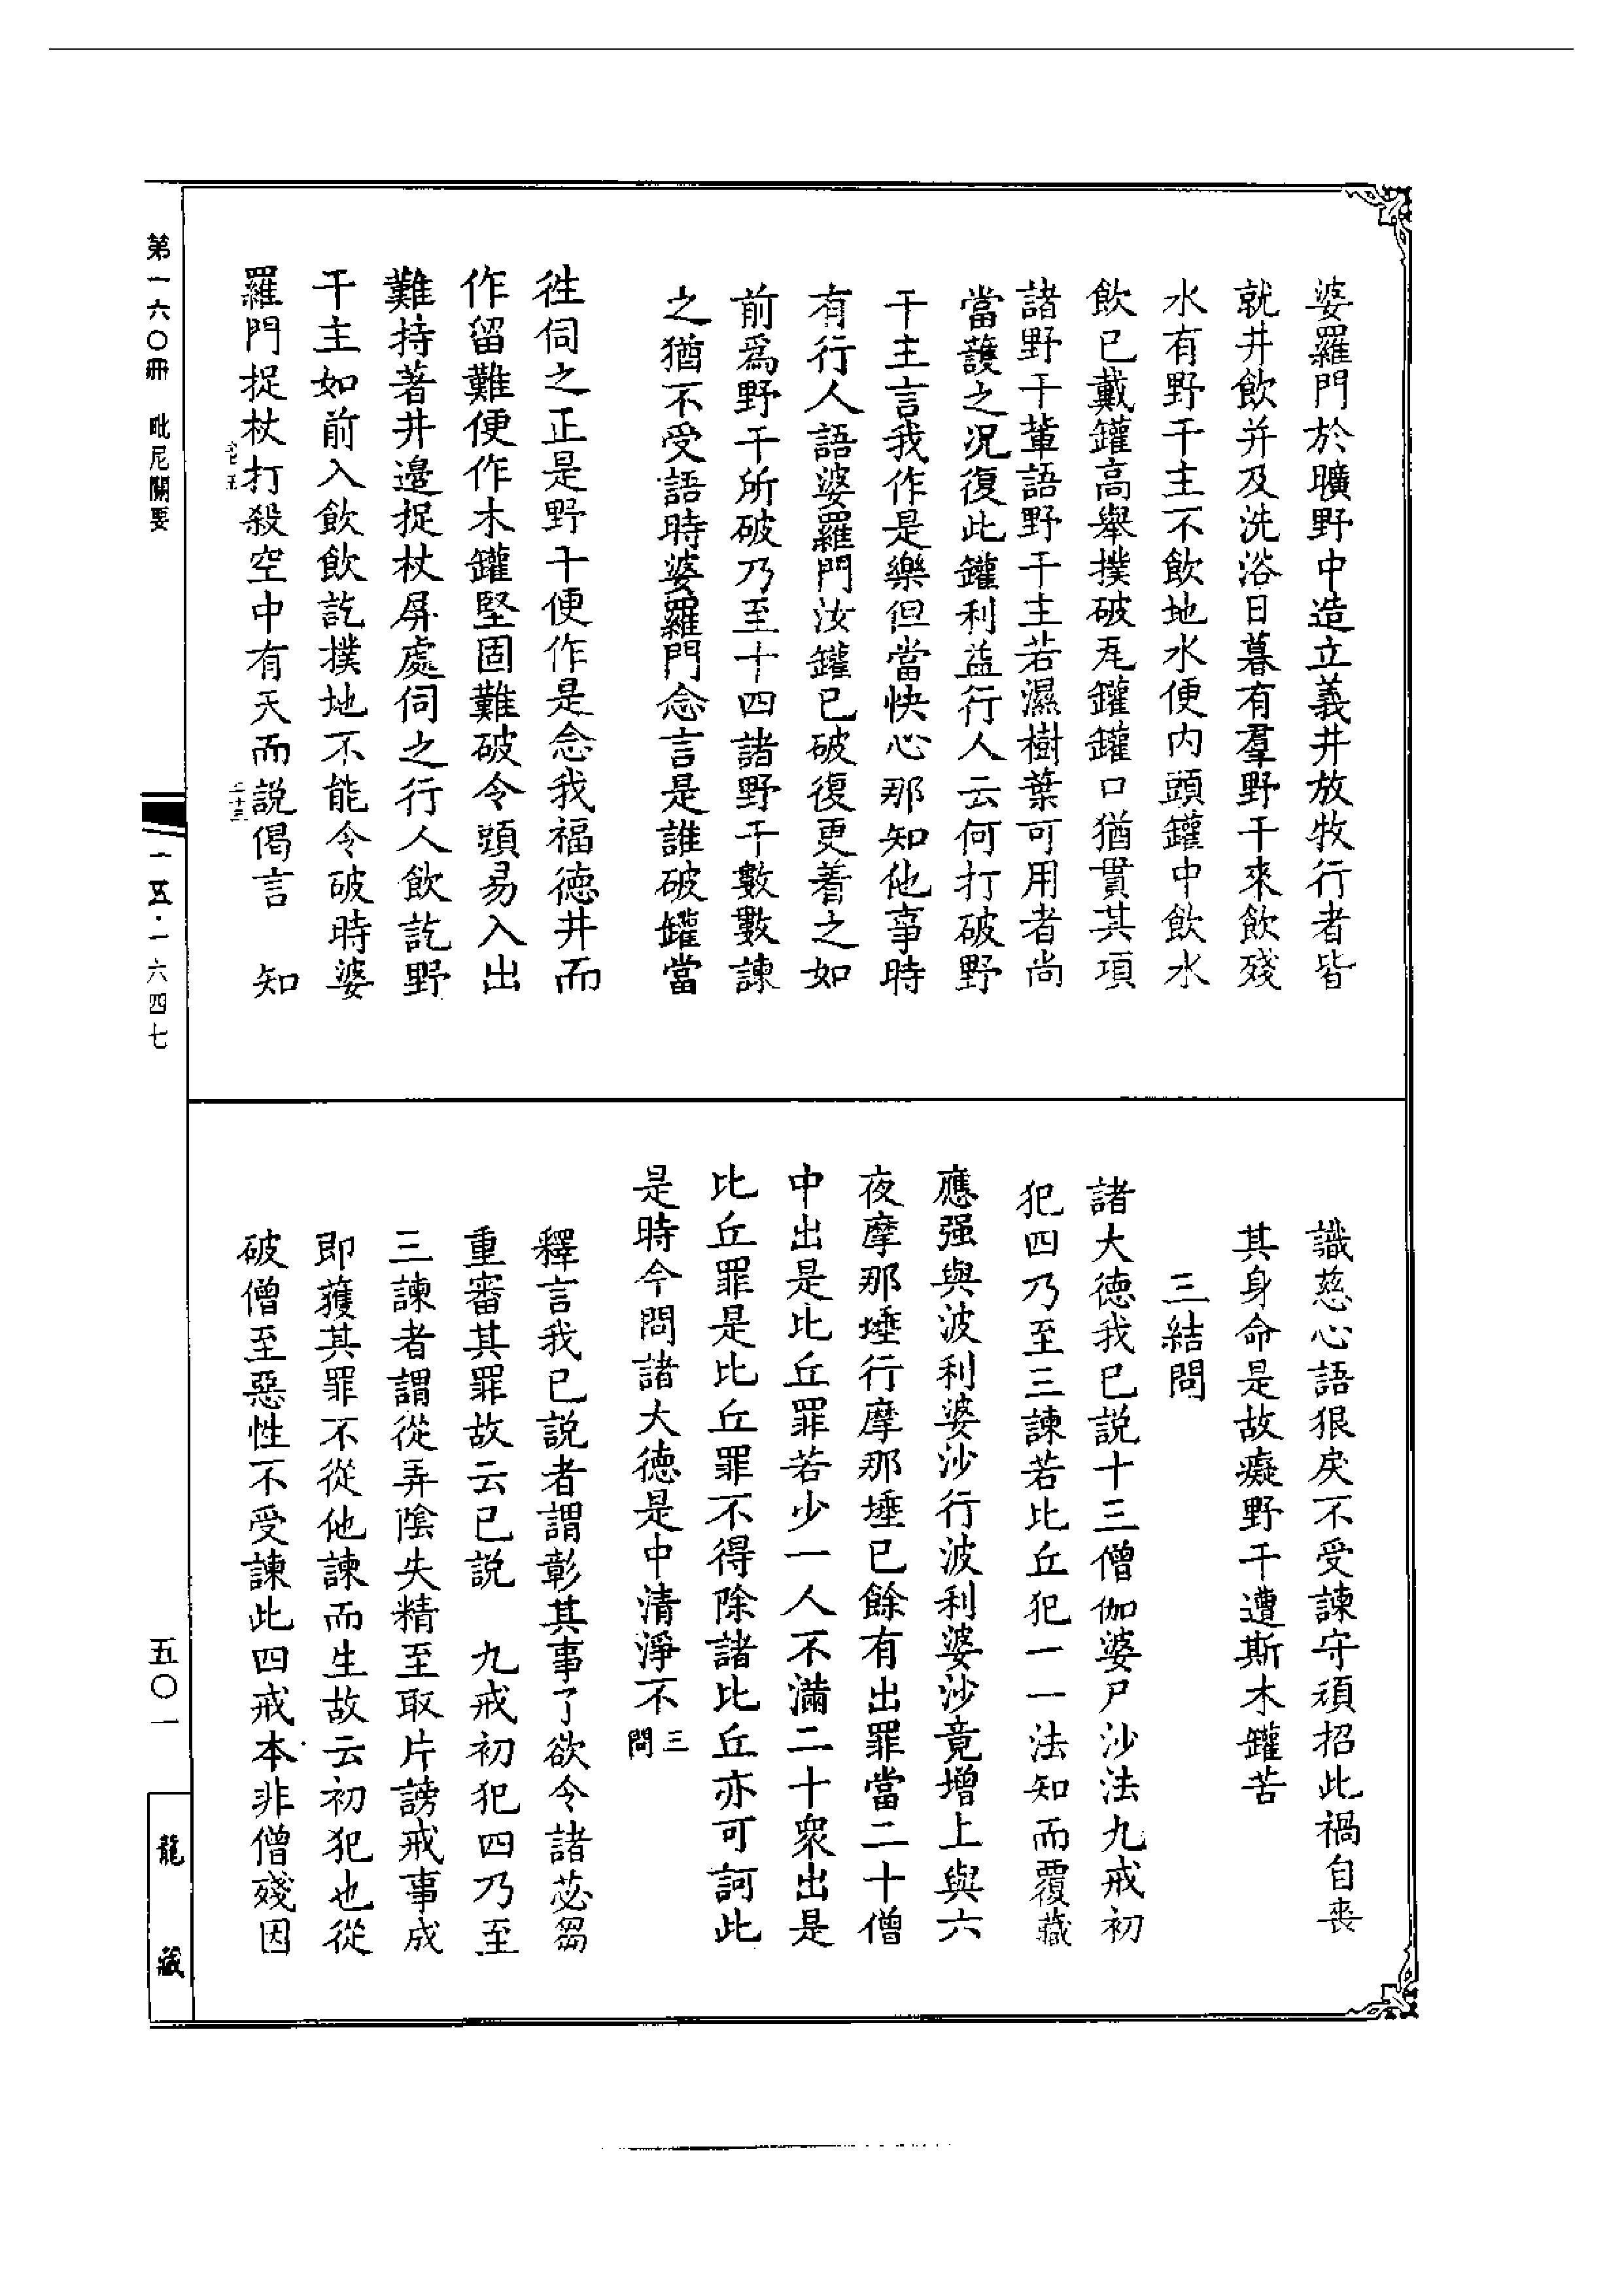 婆羅門於曠野中造立義井放牧行者皆
就井飲并及洗浴日暮有羣野干來飲殘
水有野干主不飲地水便內頭罐中飲水
飲已戴罐高舉撲破瓦罐罐口猶貫其項
諸野干輩語野干主若濕樹葉可用者尚
當護之況復此罐利益行人云何打破野
干主言我作是樂但當快心那知他事時
有行人語婆羅門汝罐已破復更着之如
前爲野干所破乃至十四諸野干數數諫
之猶不受語時婆羅門念言是誰破罐當
徃伺之正是野干便作是念我福德井而
作留難便作木罐堅固難破令頭易入出
難持著井邊捉杖屏處伺之行人飲訖野
干主如前入飲飲訖撲地不能令破時婆
羅門捉杖打殺空中有天而説偈言　知
識慈心語狠戾不受諫守頑招此禍自喪
其身命是故癡野干遭斯木罐苦
三結問
諸大德我已説十三僧伽婆尸沙法九戒初
犯四乃至三諫若比丘犯一一法知而覆藏
應强與波利婆沙行波利婆沙竟增上與六
夜摩那埵行摩那埵已餘有出罪當二十僧
中出是比丘罪若少一人不滿二十衆出是
比丘罪是比丘罪不得除諸比丘亦可訶此
是時今問諸大德是中清淨不三問
釋言我已説者謂彰其事了欲令諸苾芻
重審其罪故云已説　九戒初犯四乃至
三諫者謂從弄陰失精至取片謗戒事成
即獲其罪不從他諫而生故云初犯也從
破僧至惡性不受諫此四戒本非僧殘因
第一六〇冊　毗尼關要
一五·一六四七
五〇一
龍藏